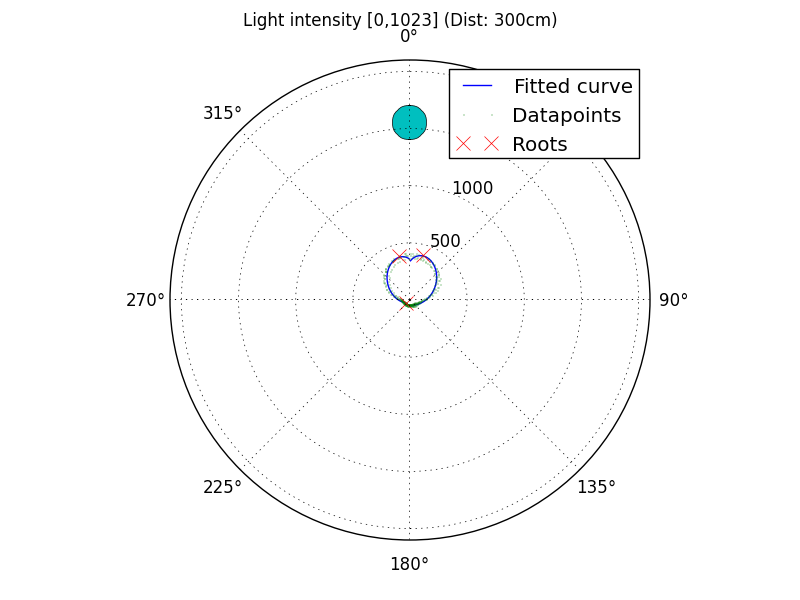 Light intensity [0,1023] (Dist: 300cm)
0°
Fitted curve
Datapoints
Roots
315°
1000
500
270°
90°
225°
135°
180°